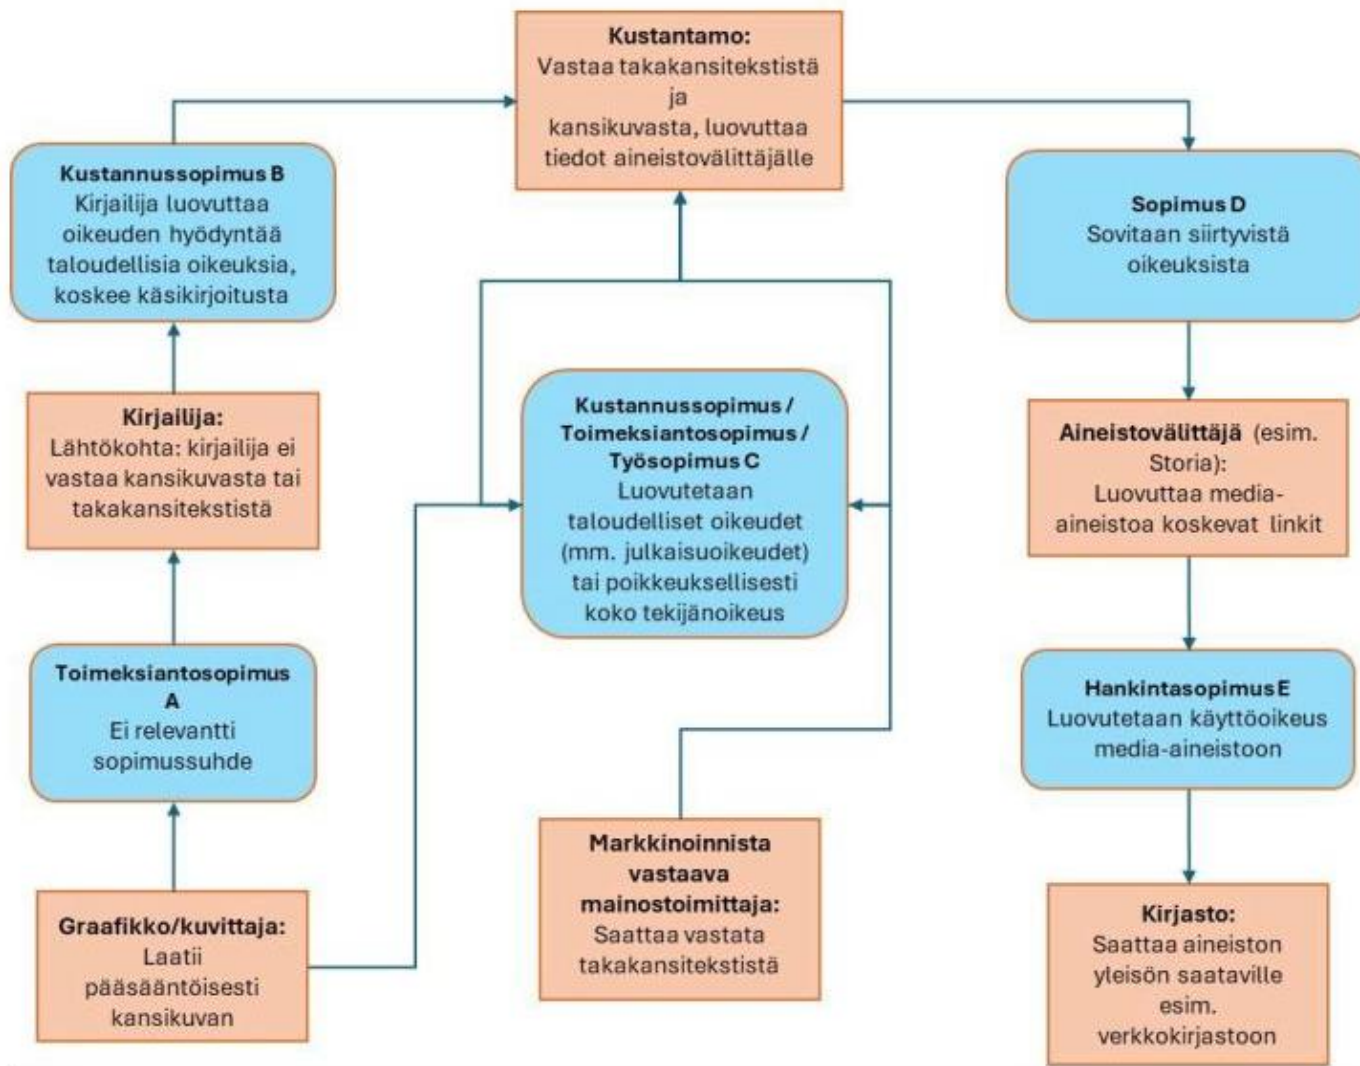 Kustantamo:
Vastaa takakansitekstistä
ja
kansikuvasta, luovuttaa
tiedot aineistovälittäjälle
Kustannussopimus B
Kirjailija luovuttaa
oikeuden hyödyntää
taloudellisia oikeuksia,
koskee käsikirjoitusta
Sopimus D
Sovitaan siirtyvistä
oikeuksista
Kirjailija:
Lähtökohta: kirjailija ei
vastaa kansikuvasta tai
takakansitekstistä
Kustannussopimus /
Toimeksiantosopimus /
Työsopimus C
Luovutetaan
taloudelliset oikeudet
(mm. julkaisuoikeudet)
tai poikkeuksellisesti
koko tekijänoikeus
Aineistovälittäjä (esim.
Storia):
Luovuttaa media-
aineistoa koskevat linkit
Toimeksiantosopimus
A
Ei relevantti
sopimussuhde
Hankintasopimus E
Luovutetaan käyttöoikeus
media-aineistoon
Graafikko/kuvittaja:
Laatii
pääsääntöisesti
kansikuvan
Markkinoinnista
vastaava
mainostoimittaja:
Saattaa vastata
takakansitekstistä
Kirjasto:
Saattaa aineiston
yleisön saataville
esim.
verkkokirjastoon